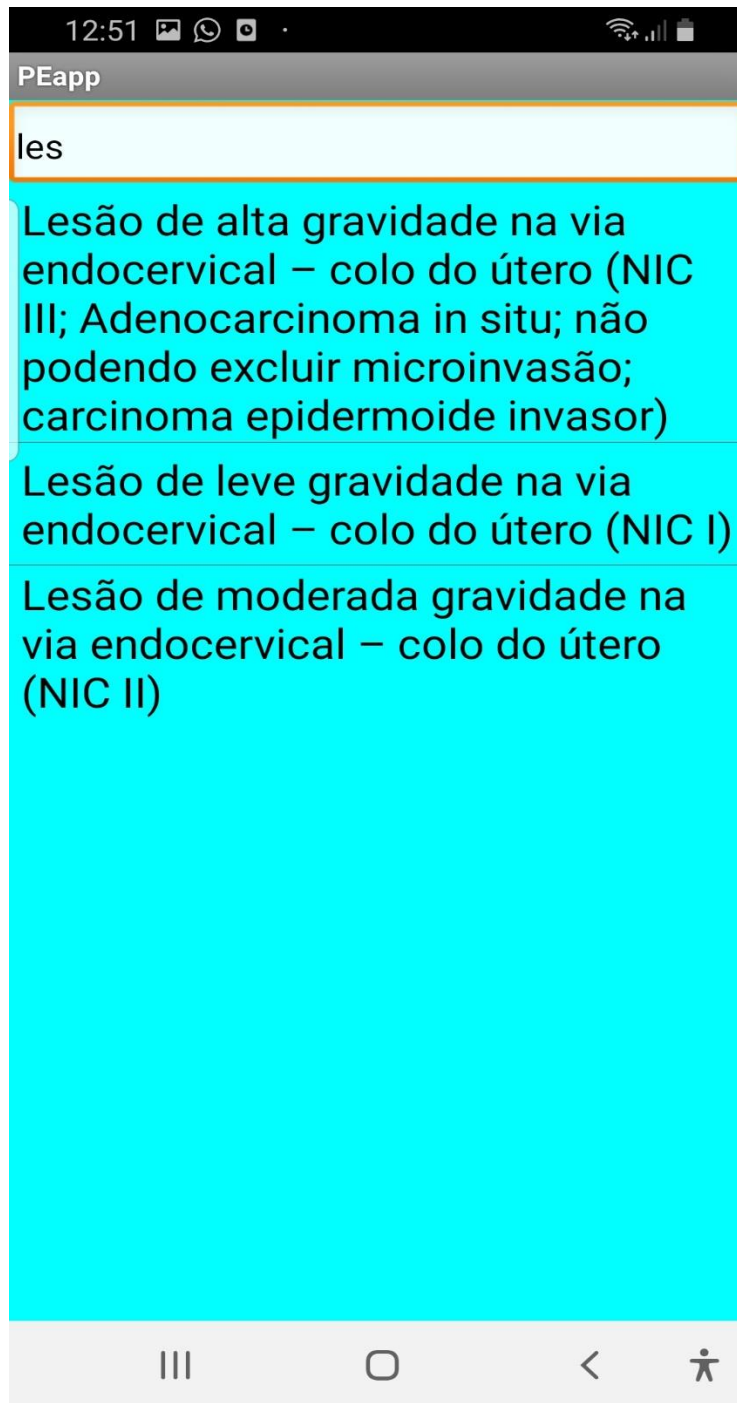 12:51
PEapp
les
Lesão de alta gravidade na via
endocervical – colo do útero (NIC
III; Adenocarcinoma in situ; não
podendo excluir microinvasão;
carcinoma epidermoide invasor)
Lesão de leve gravidade na via
endocervical – colo do útero (NIC I)
Lesão de moderada gravidade na
via endocervical – colo do útero
(NIC II)